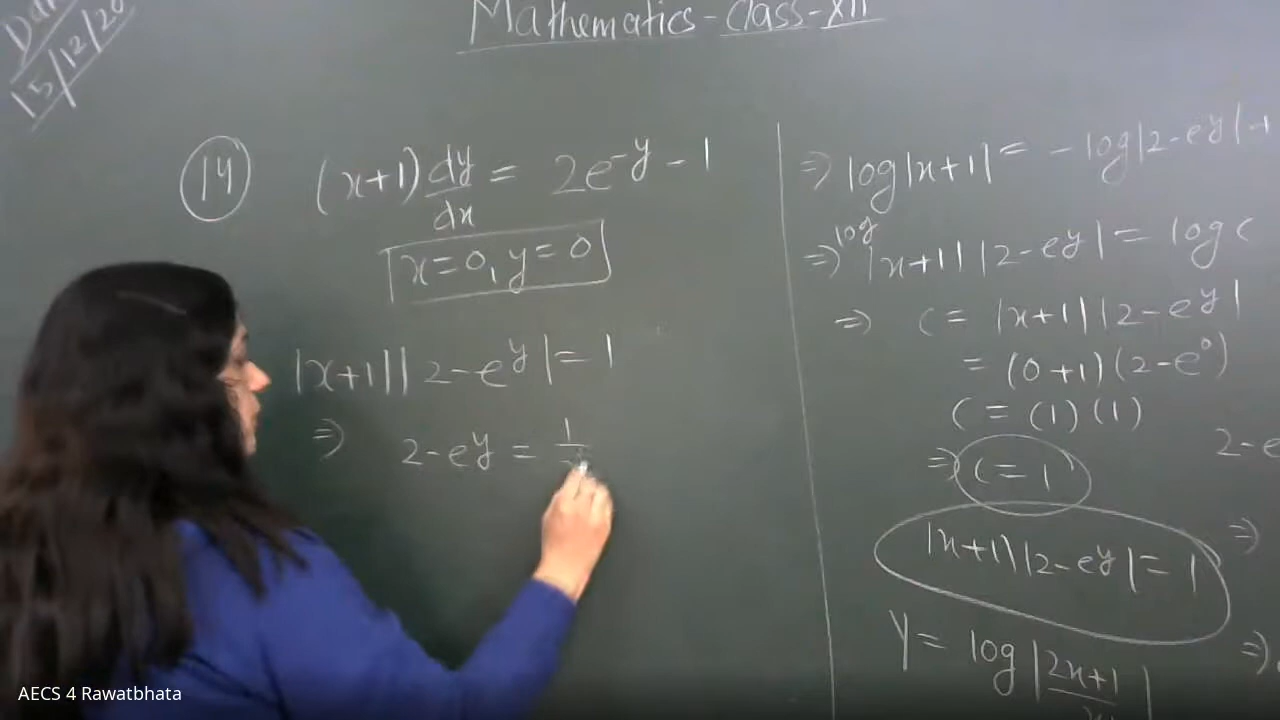 Mathematics - Class - XII
15/12/20
(14) (x+1) dy/dx = 2e^-y - 1
x=0, y=0
|x+1||2-e^y| = 1
⇒ 2-e^y = 1/
⇒ log|x+1| = -log|2-e^y| +
⇒ log|x+1||2-e^y| = log c
⇒ C = |x+1||2-e^y|
= (0+1)(2-e^0)
C = (1)(1)
⇒ C = 1
|x+1||2-e^y| = 1
y = log|2x+1/
2-e
⇒
⇒
AECS 4 Rawatbhata